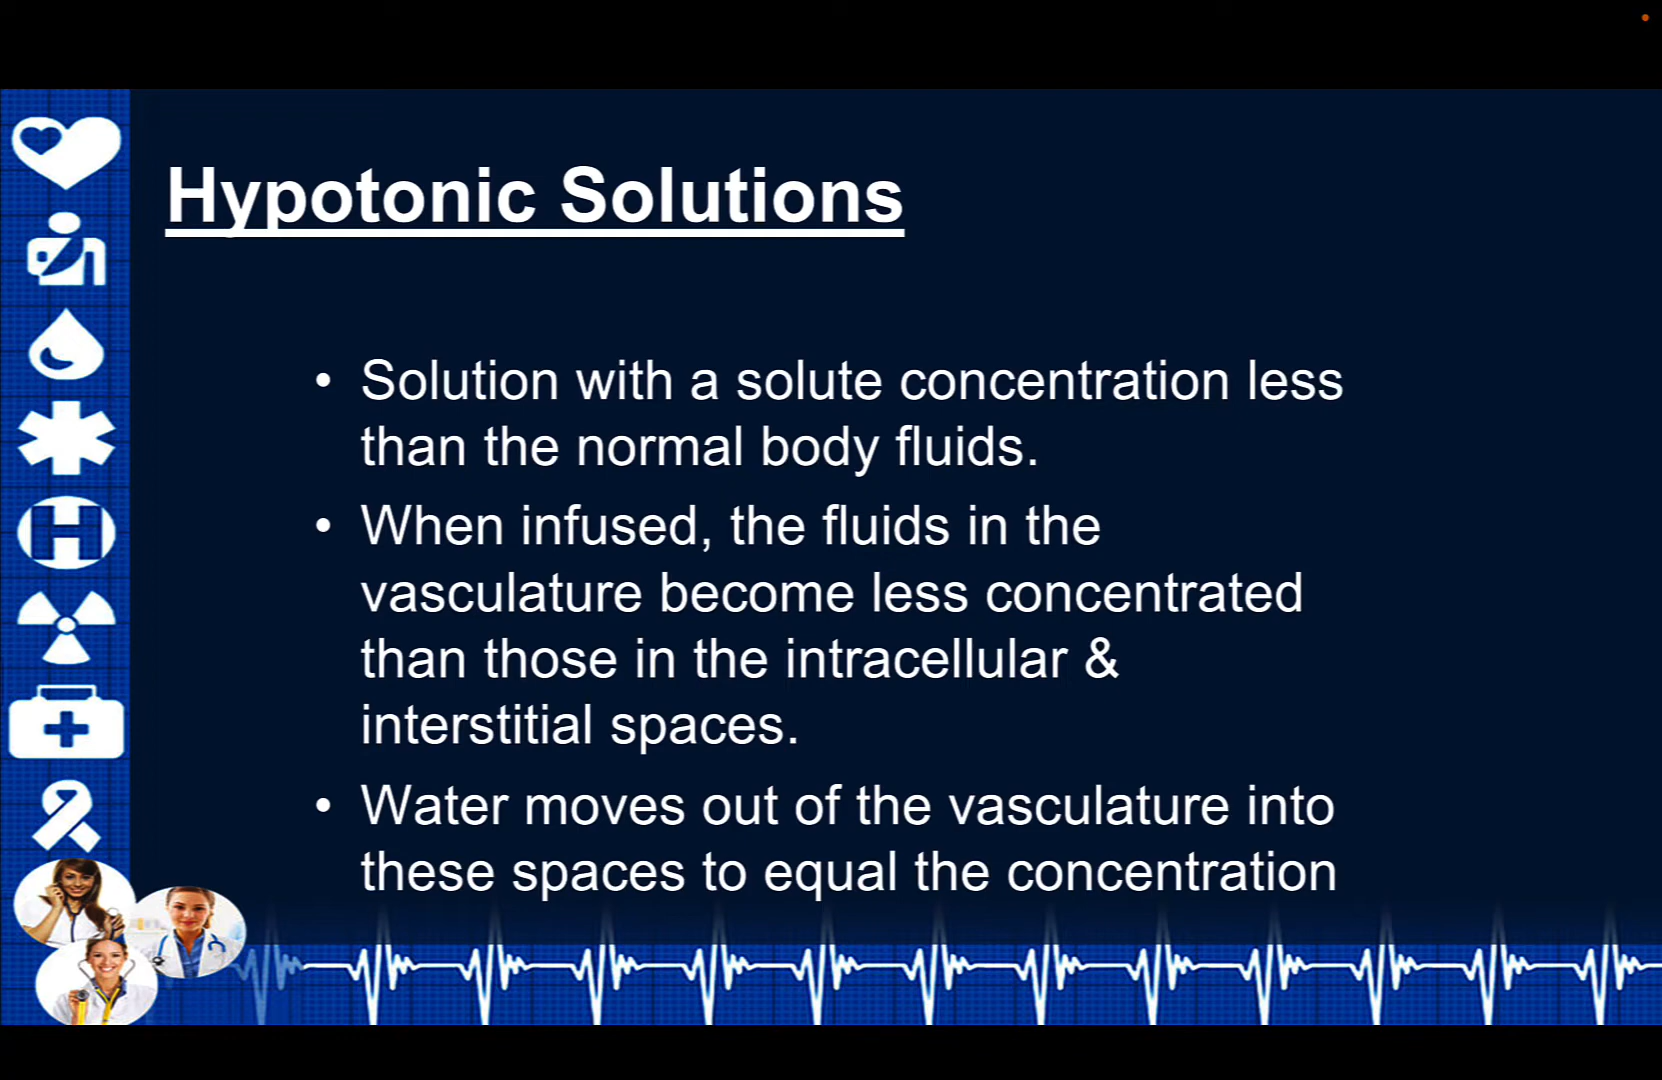 Hypotonic Solutions
• Solution with a solute concentration less
than the normal body fluids.
• When infused, the fluids in the
vasculature become less concentrated
than those in the intracellular &
interstitial spaces.
• Water moves out of the vasculature into
these spaces to equal the concentration
H